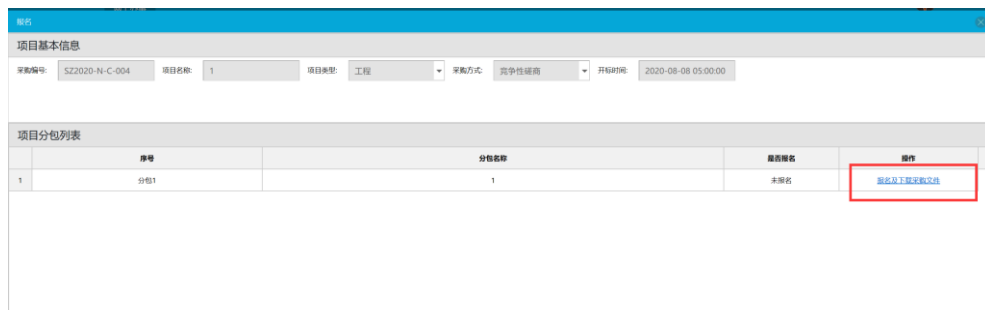 报名
项目基本信息
采购编号: SZ2020-N-C-004 项目名称: 1 项目类型: 工程 采购方式: 竞争性磋商 开标时间: 2020-08-08 05:00:00
项目分包列表
序号 分包名称 是否报名 操作
1 分包1 1 未报名 报名及下载采购文件